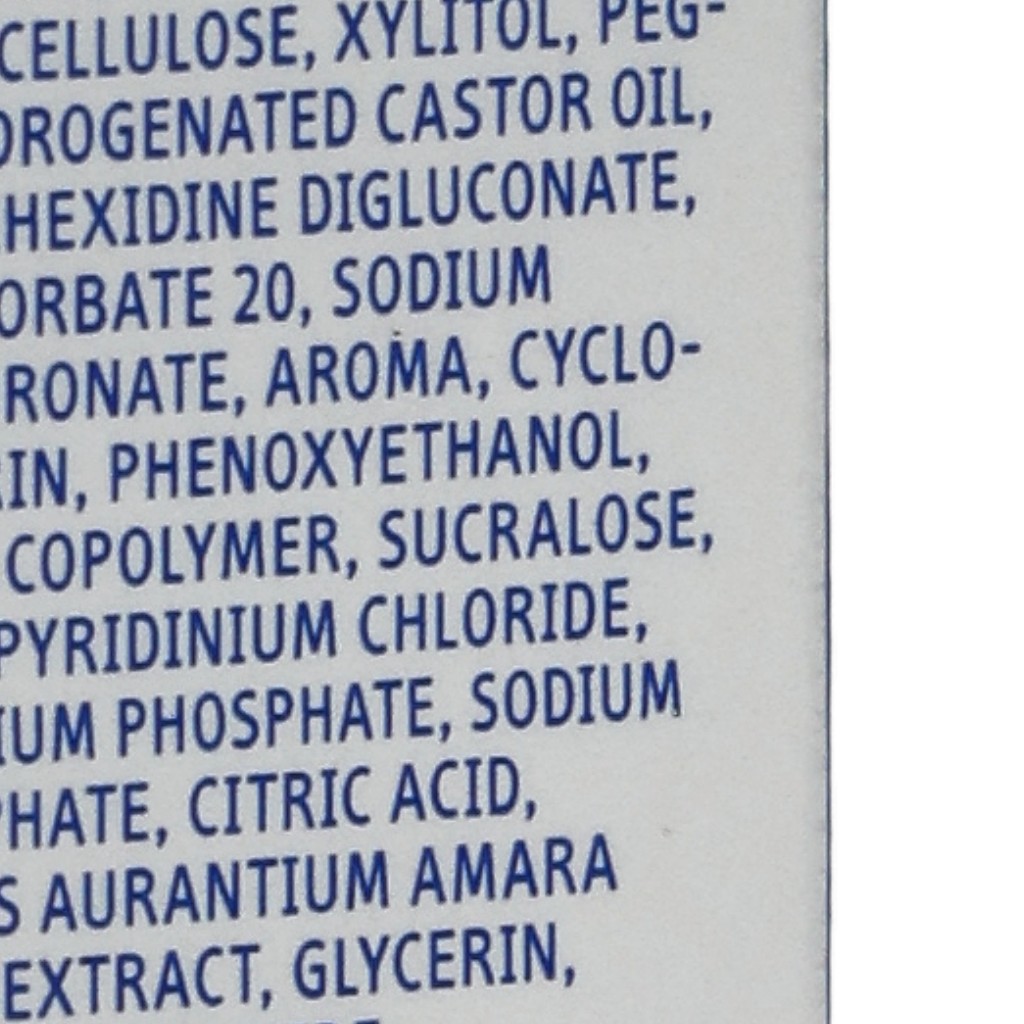 CELLULOSE, XYLITOL, PEG-
DROGENATED CASTOR OIL,
HEXIDINE DIGLUCONATE,
ORBATE 20, SODIUM
RONATE, AROMA, CYCLO-
IN, PHENOXYETHANOL,
COPOLYMER, SUCRALOSE,
PYRIDINIUM CHLORIDE,
IUM PHOSPHATE, SODIUM
PHATE, CITRIC ACID,
S AURANTIUM AMARA
EXTRACT, GLYCERIN,